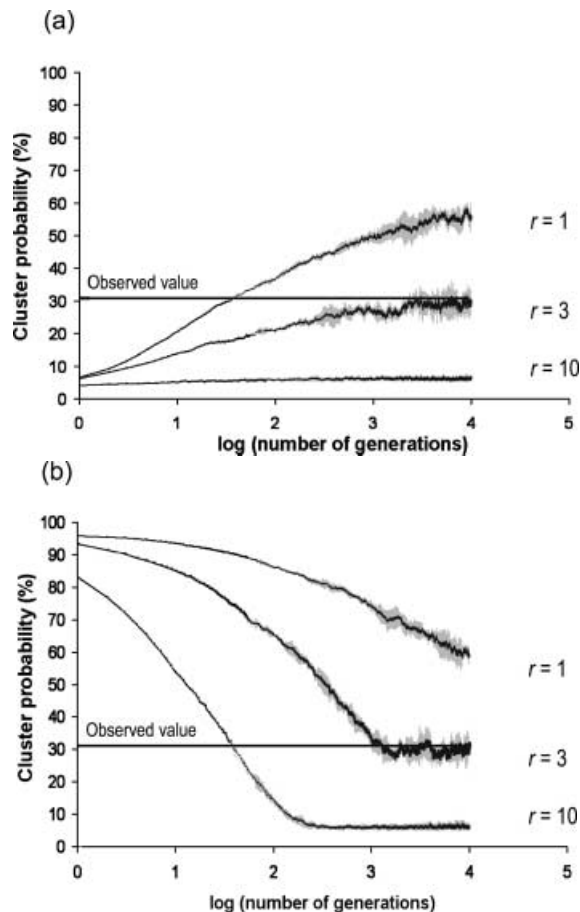 (a)
Cluster probability (%)
100
90
80
70
60
50
40
30
20
10
0
Observed value
r = 1
r = 3
r = 10
0 1 2 3 4 5
log (number of generations)
(b)
Cluster probability (%)
100
90
80
70
60
50
40
30
20
10
0
Observed value
r = 1
r = 3
r = 10
0 1 2 3 4 5
log (number of generations)